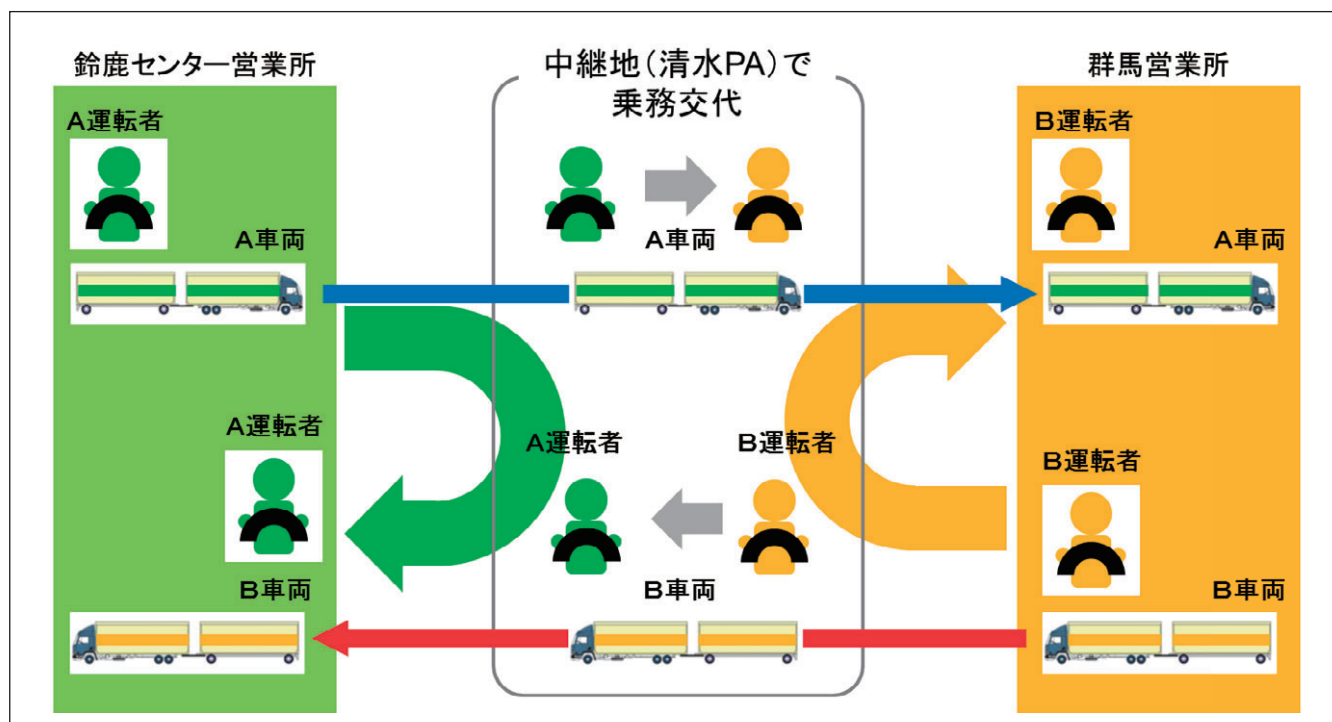 鈴鹿センター営業所
中継地(清水PA)で
乗務交代
群馬営業所
A運転者
B運転者
A車両
A車両
A車両
A運転者
A運転者
B運転者
B運転者
B車両
B車両
B車両